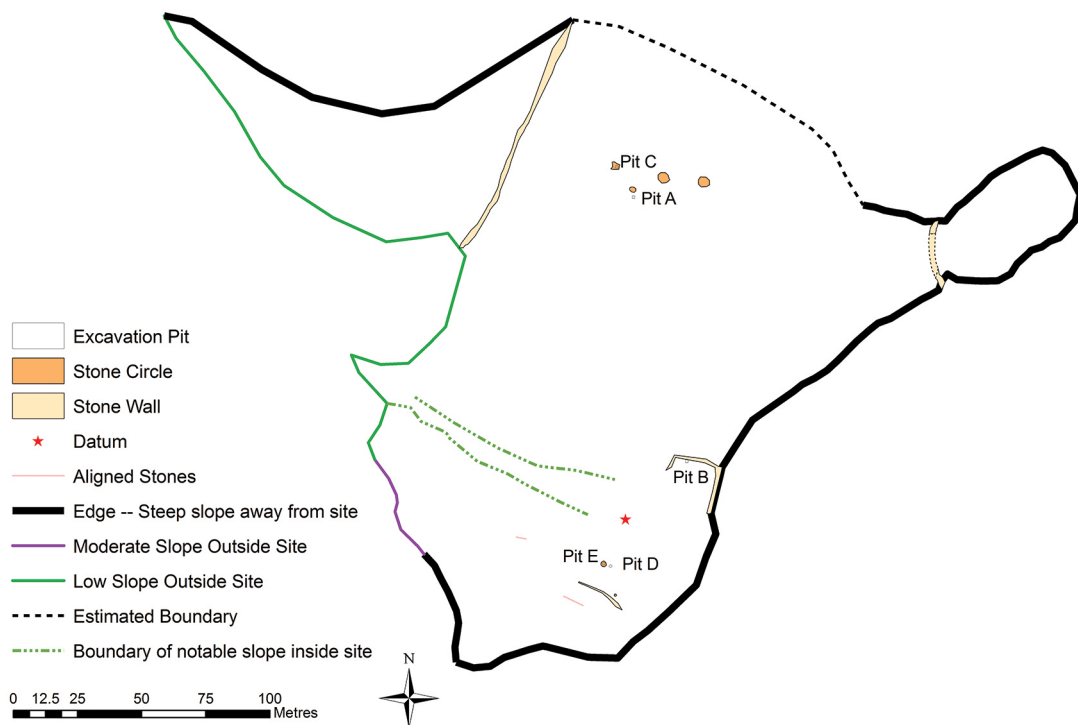 Pit C
Pit A
Pit B
Pit E
Pit D
Excavation Pit
Stone Circle
Stone Wall
Datum
Aligned Stones
Edge -- Steep slope away from site
Moderate Slope Outside Site
Low Slope Outside Site
Estimated Boundary
Boundary of notable slope inside site
N
0 12.5 25 50 75 100
Metres